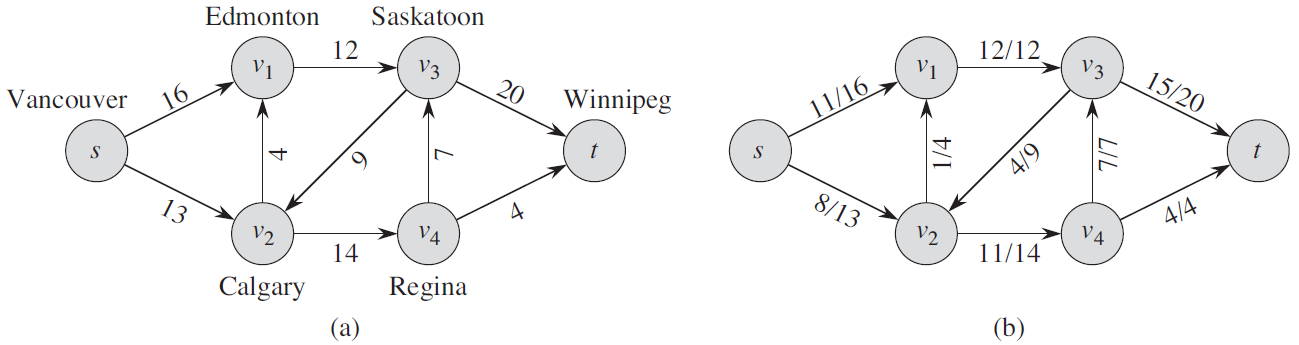 Edmonton Saskatoon
12
v1 v3
16 20
Vancouver Winnipeg
s 4 9 7 t
13 4
v2 v4
14
Calgary Regina
(a)
12/12
v1 v3
11/16 15/20
s 1/4 4/9 7/7 t
8/13 4/4
v2 v4
11/14
(b)